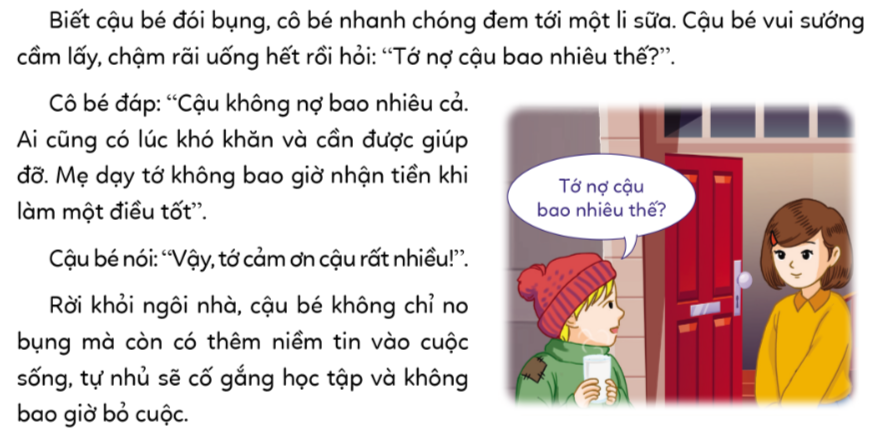 Biết cậu bé đói bụng, cô bé nhanh chóng đem tới một li sữa. Cậu bé vui sướng
cầm lấy, chậm rãi uống hết rồi hỏi: “Tớ nợ cậu bao nhiêu thế?”.
Cô bé đáp: “Cậu không nợ bao nhiêu cả.
Ai cũng có lúc khó khăn và cần được giúp
đỡ. Mẹ dạy tớ không bao giờ nhận tiền khi
làm một điều tốt”.
Cậu bé nói: “Vậy, tớ cảm ơn cậu rất nhiều!”.
Rời khỏi ngôi nhà, cậu bé không chỉ no
bụng mà còn có thêm niềm tin vào cuộc
sống, tự nhủ sẽ cố gắng học tập và không
bao giờ bỏ cuộc.
Tớ nợ cậu
bao nhiêu thế?